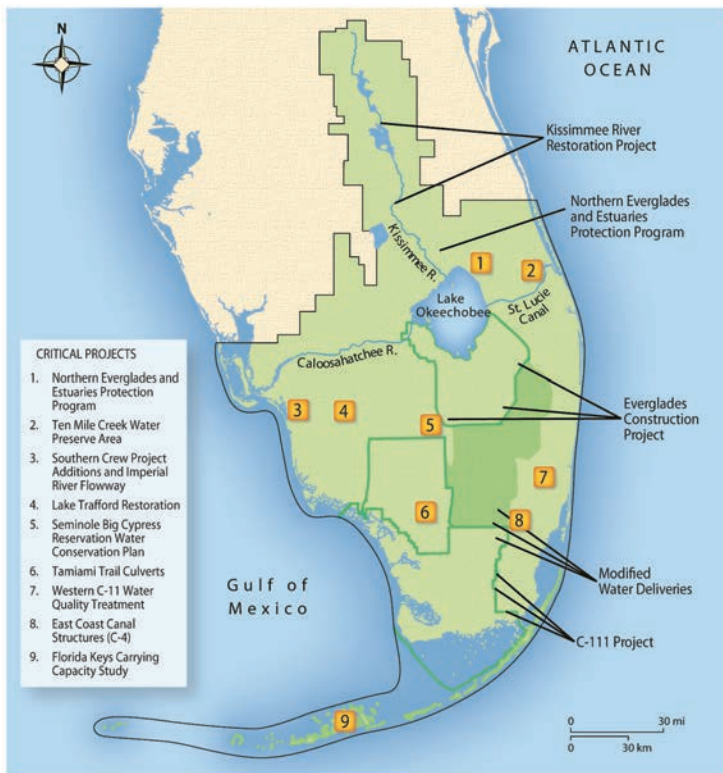 N
ATLANTIC
OCEAN
Kissimmee River
Restoration Project
Northern Everglades
and Estuaries
Protection Program
Kissimmee R.
1
2
Lake
Okeechobee
St. Lucie
Canal
Caloosahatchee R.
Everglades
Construction
Project
3
4
5
6
7
8
Modified
Water Deliveries
C-111 Project
Gulf of
Mexico
9
CRITICAL PROJECTS
1. Northern Everglades and
Estuaries Protection
Program
2. Ten Mile Creek Water
Preserve Area
3. Southern Crew Project
Additions and Imperial
River Flowway
4. Lake Trafford Restoration
5. Seminole Big Cypress
Reservation Water
Conservation Plan
6. Tamiami Trail Culverts
7. Western C-11 Water
Quality Treatment
8. East Coast Canal
Structures (C-4)
9. Florida Keys Carrying
Capacity Study
0 30 mi
0 30 km